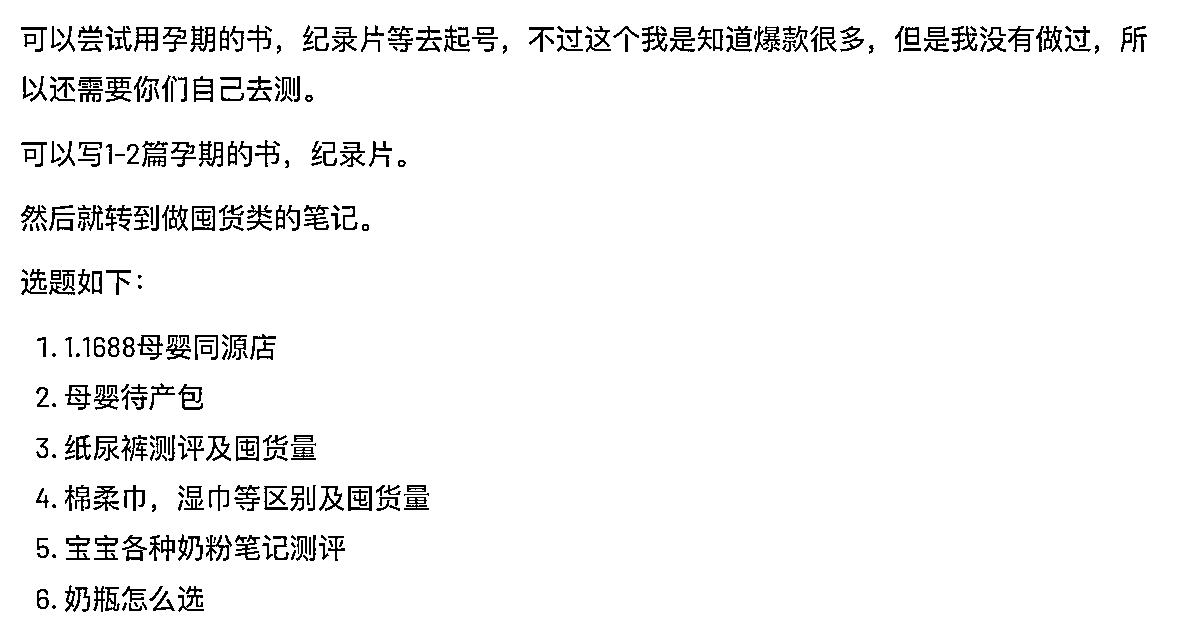 可以尝试用孕期的书，纪录片等去起号，不过这个我是知道爆款很多，但是我没有做过，所
以还需要你们自己去测。
可以写1-2篇孕期的书，纪录片。
然后就转到做囤货类的笔记。
选题如下：
1. 1.1688母婴同源店
2. 母婴待产包
3. 纸尿裤测评及囤货量
4. 棉柔巾，湿巾等区别及囤货量
5. 宝宝各种奶粉笔记测评
6. 奶瓶怎么选